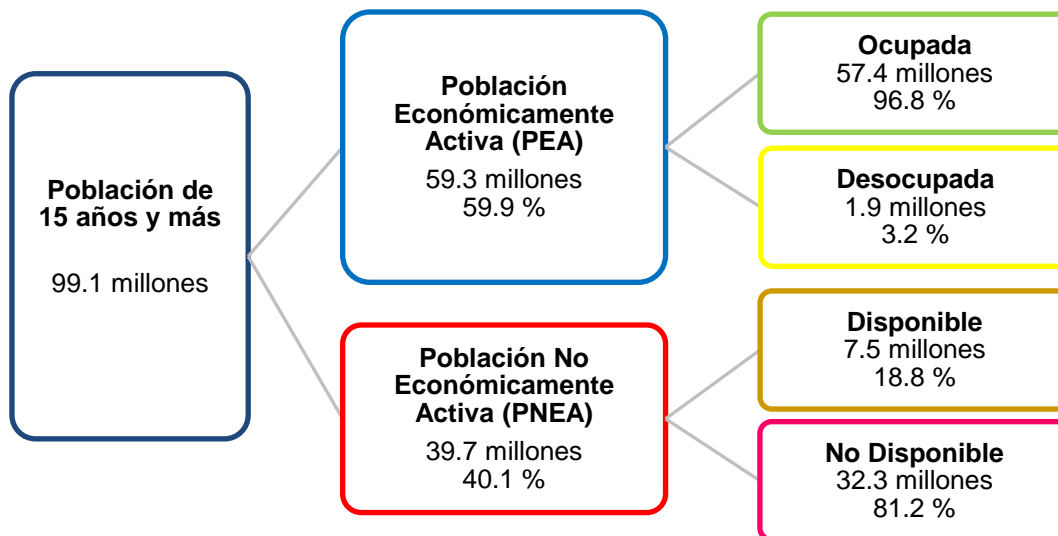 Población de
15 años y más
99.1 millones
Población
Económicamente
Activa (PEA)
59.3 millones
59.9 %
Ocupada
57.4 millones
96.8 %
Desocupada
1.9 millones
3.2 %
Población No
Económicamente
Activa (PNEA)
39.7 millones
40.1 %
Disponible
7.5 millones
18.8 %
No Disponible
32.3 millones
81.2 %